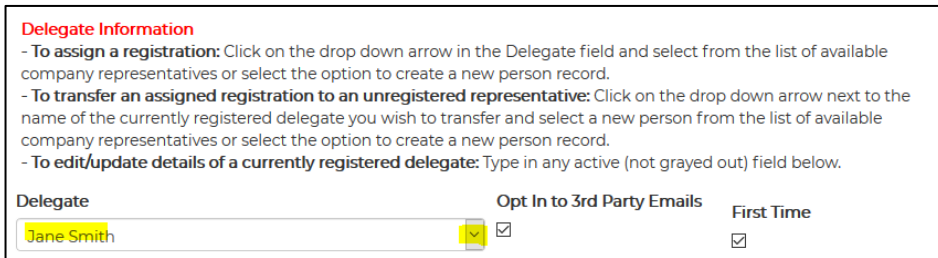 Delegate Information
- To assign a registration: Click on the drop down arrow in the Delegate field and select from the list of available
company representatives or select the option to create a new person record.
- To transfer an assigned registration to an unregistered representative: Click on the drop down arrow next to the
name of the currently registered delegate you wish to transfer and select a new person from the list of available
company representatives or select the option to create a new person record.
- To edit/update details of a currently registered delegate: Type in any active (not grayed out) field below.
Delegate
Opt In to 3rd Party Emails
First Time
Jane Smith